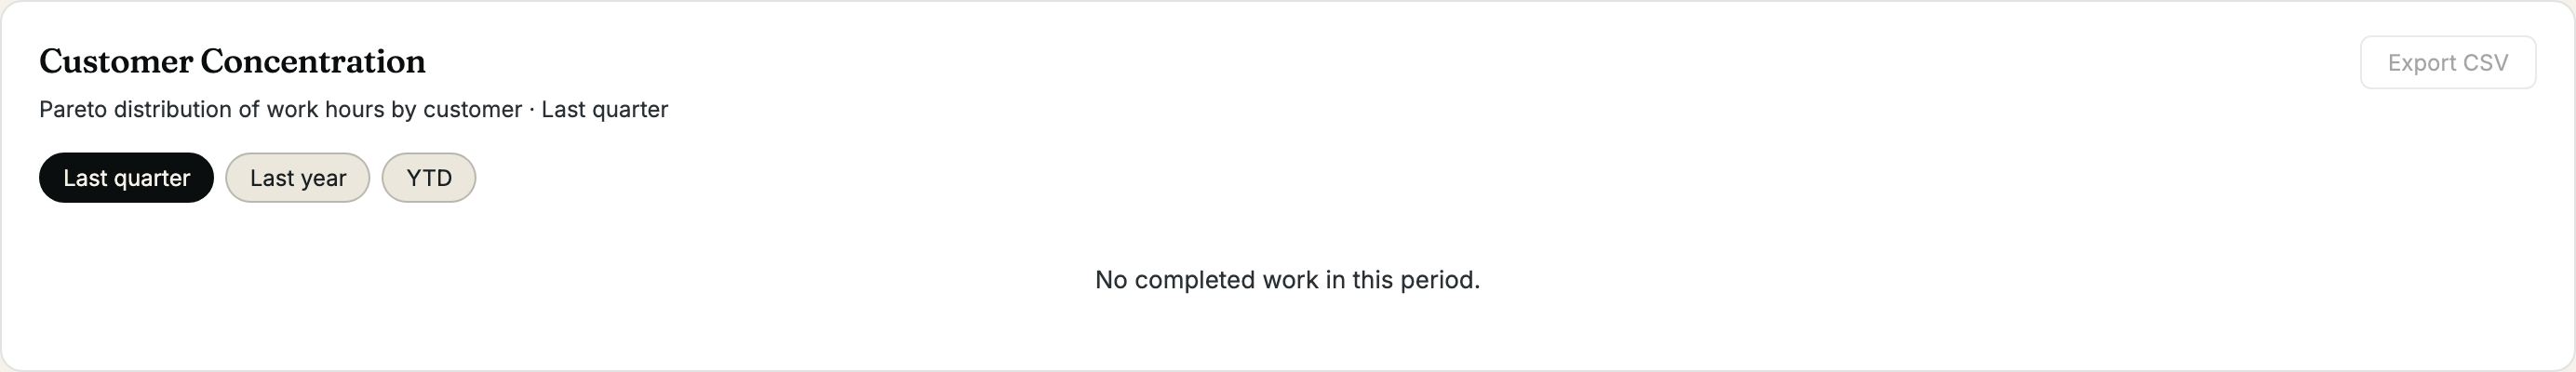 Customer Concentration
Export CSV
Pareto distribution of work hours by customer · Last quarter
Last quarter Last year YTD
No completed work in this period.